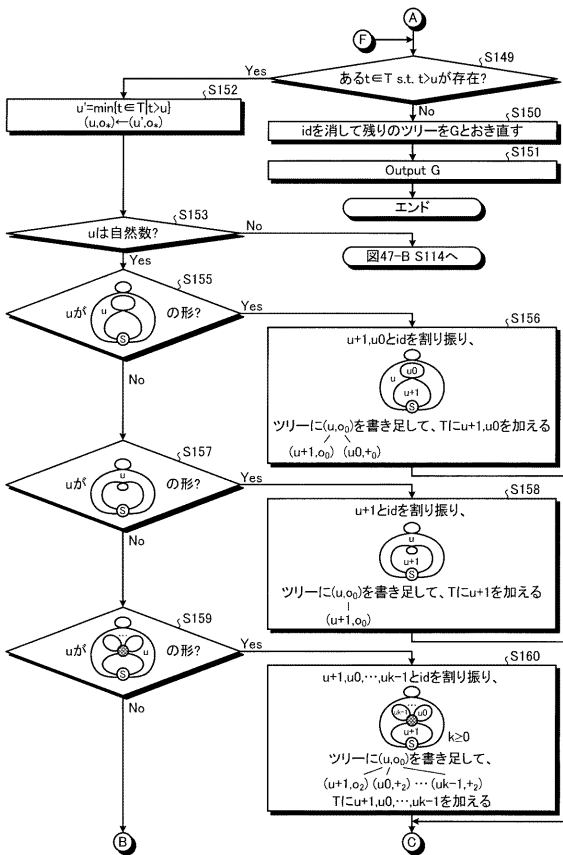 A
F
S149
あるt∈T s.t. t>uが存在?
Yes
No
S152
u'=min{t∈T|t>u}
(u,o*)←(u',o*)
S150
idを消して残りのツリーをGとおき直す
S151
Output G
エンド
S153
uは自然数?
No
Yes
図47-B S114へ
S155
uが
u
S
の形?
Yes
No
S156
u+1,u0とidを割り振り、
u
u0
u+1
S
ツリーに(u,o₀)を書き足して、Tにu+1,u0を加える
(u+1,o₀) (u0,+₀)
S157
uが
u
S
の形?
Yes
No
S158
u+1とidを割り振り、
u
u+1
S
ツリーに(u,o₀)を書き足して、Tにu+1を加える
(u+1,o₀)
S159
uが
…
u
S
の形?
Yes
No
S160
u+1,u0,…,uk-1とidを割り振り、
…
uk-1
u0
u+1
S
k≥0
ツリーに(u,o₀)を書き足して、
(u+1,o₂) (u0,+₂) … (uk-1,+₂)
Tにu+1,u0,…,uk-1を加える
B
C